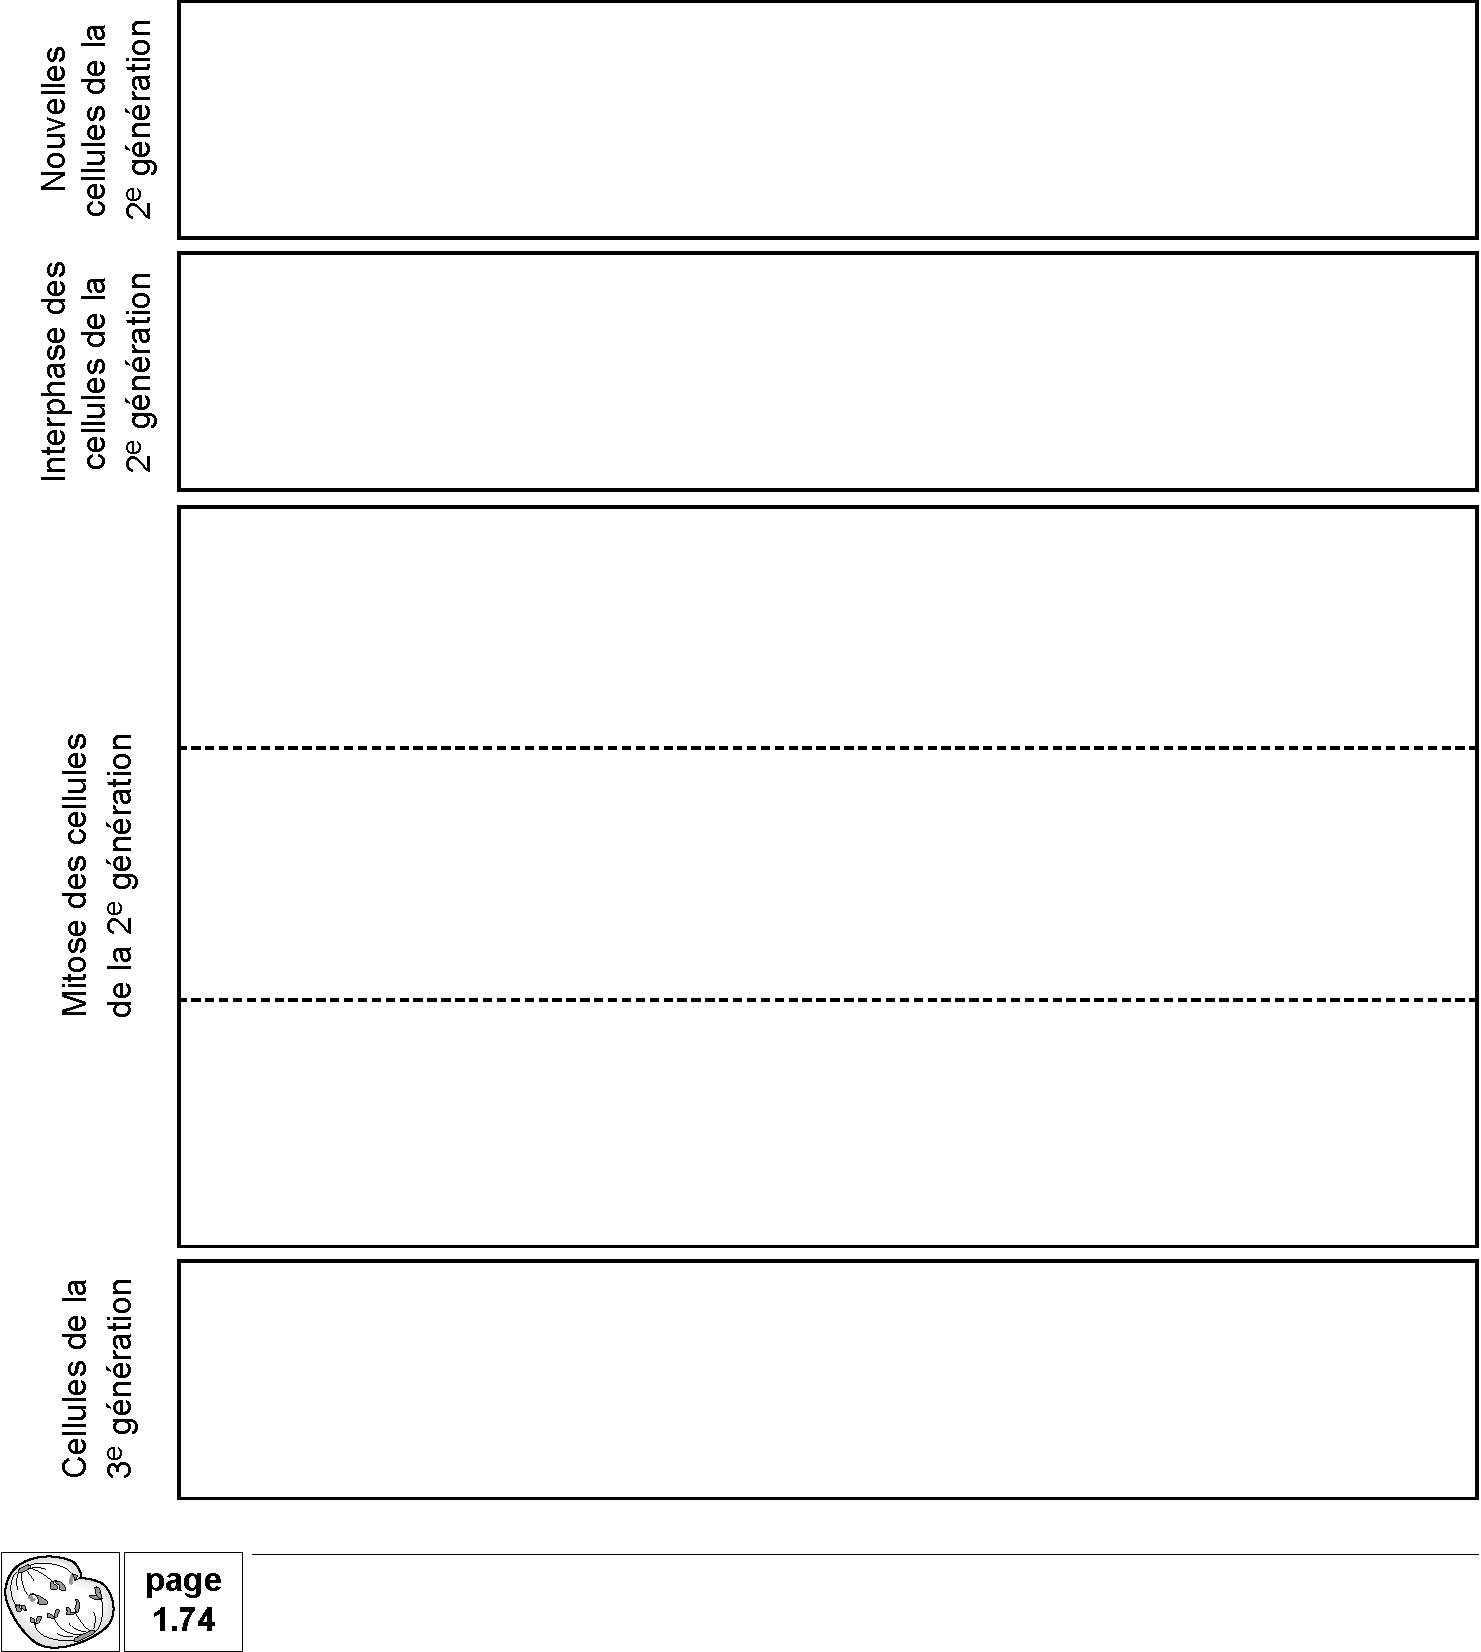 Nouvelles
cellules de la
2e génération
Interphase des
cellules de la
2e génération
Mitose des cellules
de la 2e génération
Cellules de la
3e génération
page
1.74